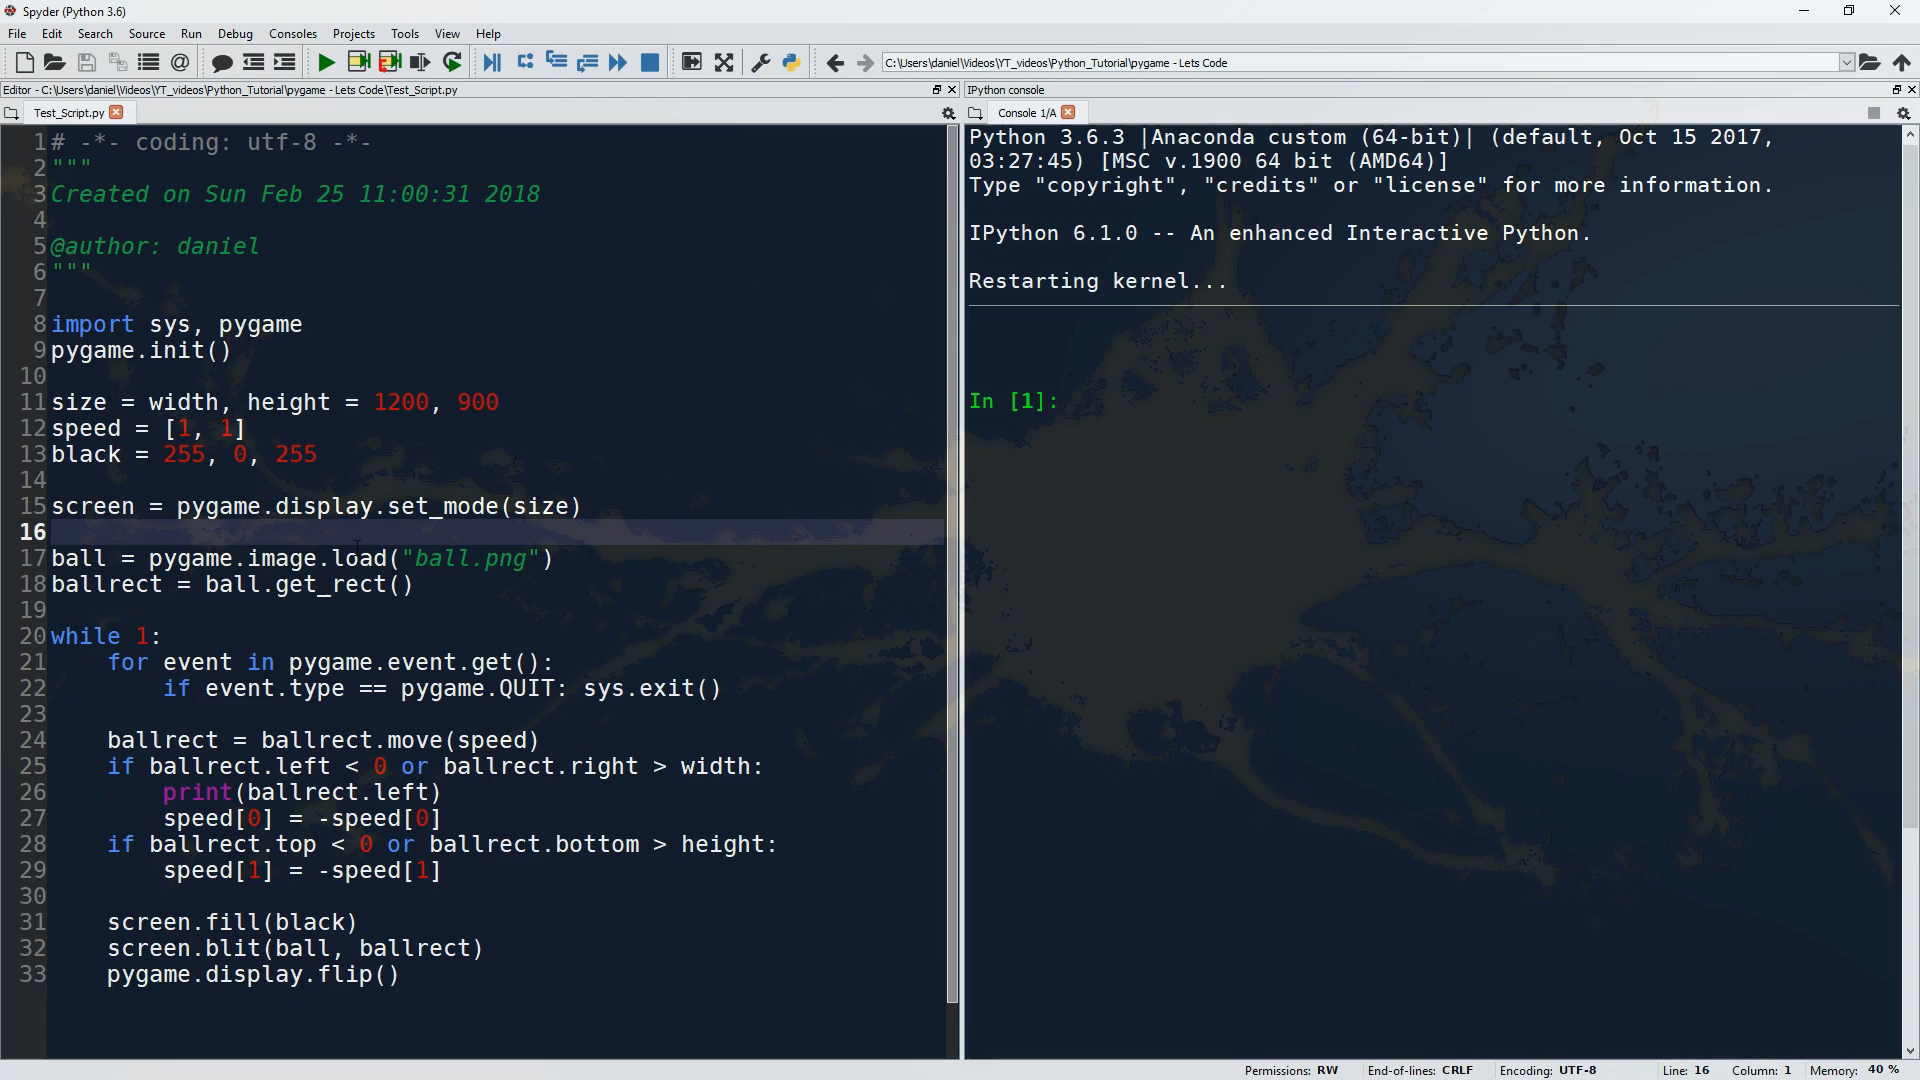 Spyder (Python 3.6)
File Edit Search Source Run Debug Consoles Projects Tools View Help
C:\Users\daniel\Videos\YT_videos\Python_Tutorial\pygame - Lets Code
Editor - C:\Users\daniel\Videos\YT_videos\Python_Tutorial\pygame - Lets Code\Test_Script.py
Test_Script.py
1 # -*- coding: utf-8 -*-
2 """
3 Created on Sun Feb 25 11:00:31 2018
4
5 @author: daniel
6 """
7
8 import sys, pygame
9 pygame.init()
10
11 size = width, height = 1200, 900
12 speed = [1, 1]
13 black = 255, 0, 255
14
15 screen = pygame.display.set_mode(size)
16
17 ball = pygame.image.load("ball.png")
18 ballrect = ball.get_rect()
19
20 while 1:
21     for event in pygame.event.get():
22         if event.type == pygame.QUIT: sys.exit()
23
24     ballrect = ballrect.move(speed)
25     if ballrect.left < 0 or ballrect.right > width:
26         print(ballrect.left)
27         speed[0] = -speed[0]
28     if ballrect.top < 0 or ballrect.bottom > height:
29         speed[1] = -speed[1]
30
31     screen.fill(black)
32     screen.blit(ball, ballrect)
33     pygame.display.flip()
IPython console
Console 1/A
Python 3.6.3 |Anaconda custom (64-bit)| (default, Oct 15 2017,
03:27:45) [MSC v.1900 64 bit (AMD64)]
Type "copyright", "credits" or "license" for more information.
IPython 6.1.0 -- An enhanced Interactive Python.
Restarting kernel...
In [1]:
Permissions: RW End-of-lines: CRLF Encoding: UTF-8 Line: 16 Column: 1 Memory: 40 %